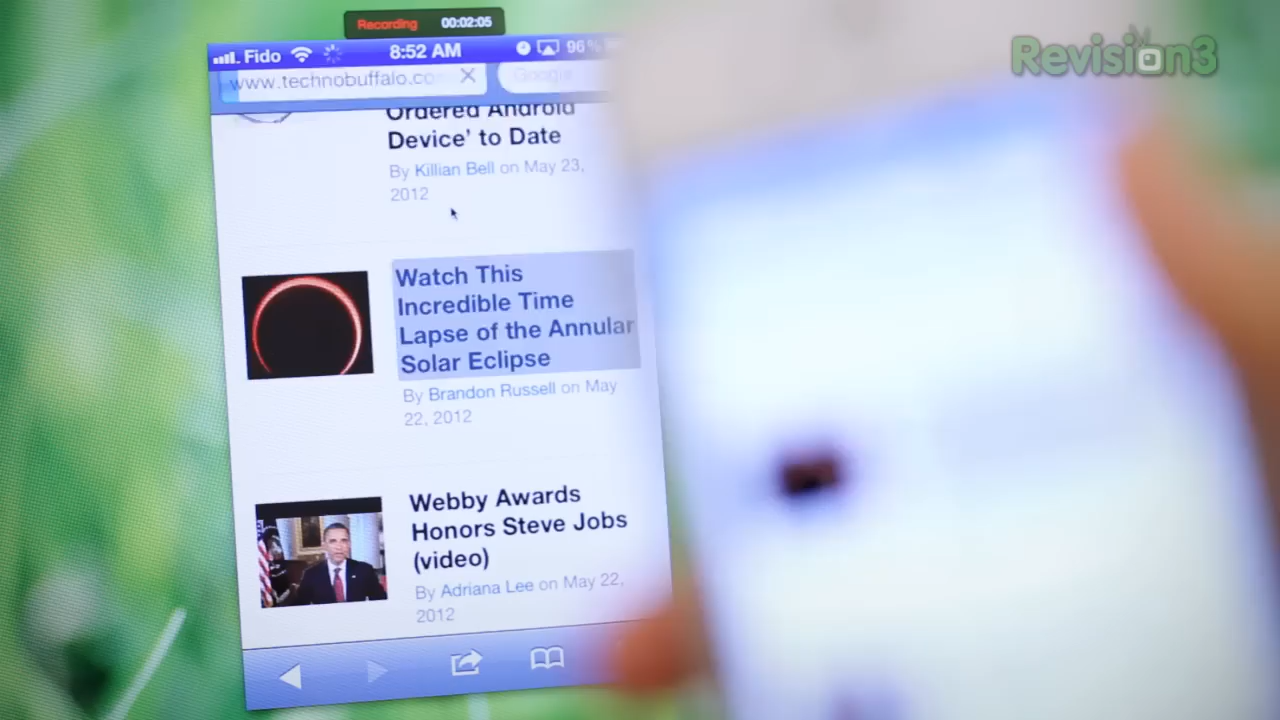 Recording 00:02:05
Revision3
Fido 8:52 AM 96%
www.technobuffalo.co Google
Ordered Android
Device' to Date
By Killian Bell on May 23,
2012
Watch This
Incredible Time
Lapse of the Annular
Solar Eclipse
By Brandon Russell on May
22, 2012
Webby Awards
Honors Steve Jobs
(video)
By Adriana Lee on May 22,
2012